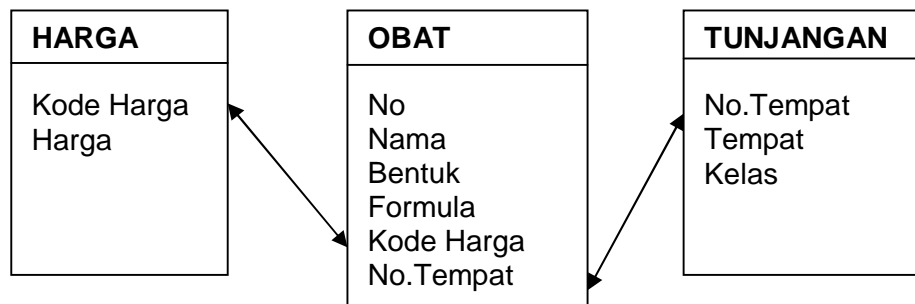 HARGA
Kode Harga
Harga
OBAT
No
Nama
Bentuk
Formula
Kode Harga
No.Tempat
TUNJANGAN
No.Tempat
Tempat
Kelas